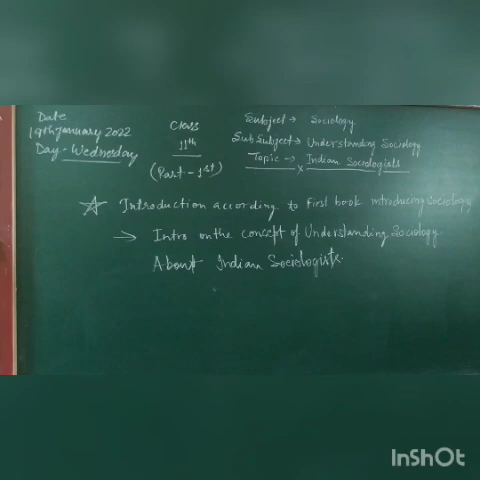 Date
19th January 2022
Day - Wednesday
Class
11th
(Part - 1st)
Subject → Sociology
Sub Subject → Understanding Sociology
Topic → Indian Sociologists
x
Introduction according to First book introducing Sociology
→ Intro on the concept of Understanding Sociology
About Indian Sociologists.
InShOt